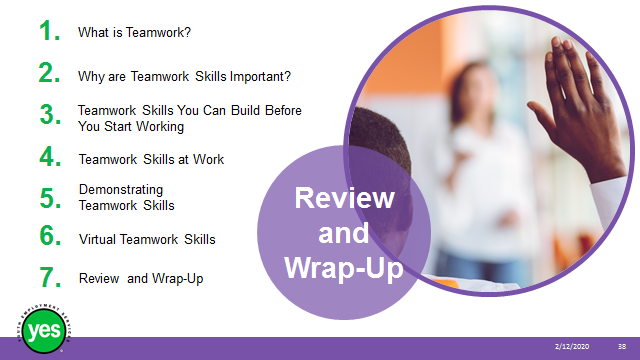 1. What is Teamwork?
2. Why are Teamwork Skills Important?
3. Teamwork Skills You Can Build Before
You Start Working
4. Teamwork Skills at Work
5. Demonstrating
Teamwork Skills
6. Virtual Teamwork Skills
7. Review and Wrap-Up
Review
and
Wrap-Up
YOUTH EMPLOYMENT SERVICES
yes
2/12/2020
38